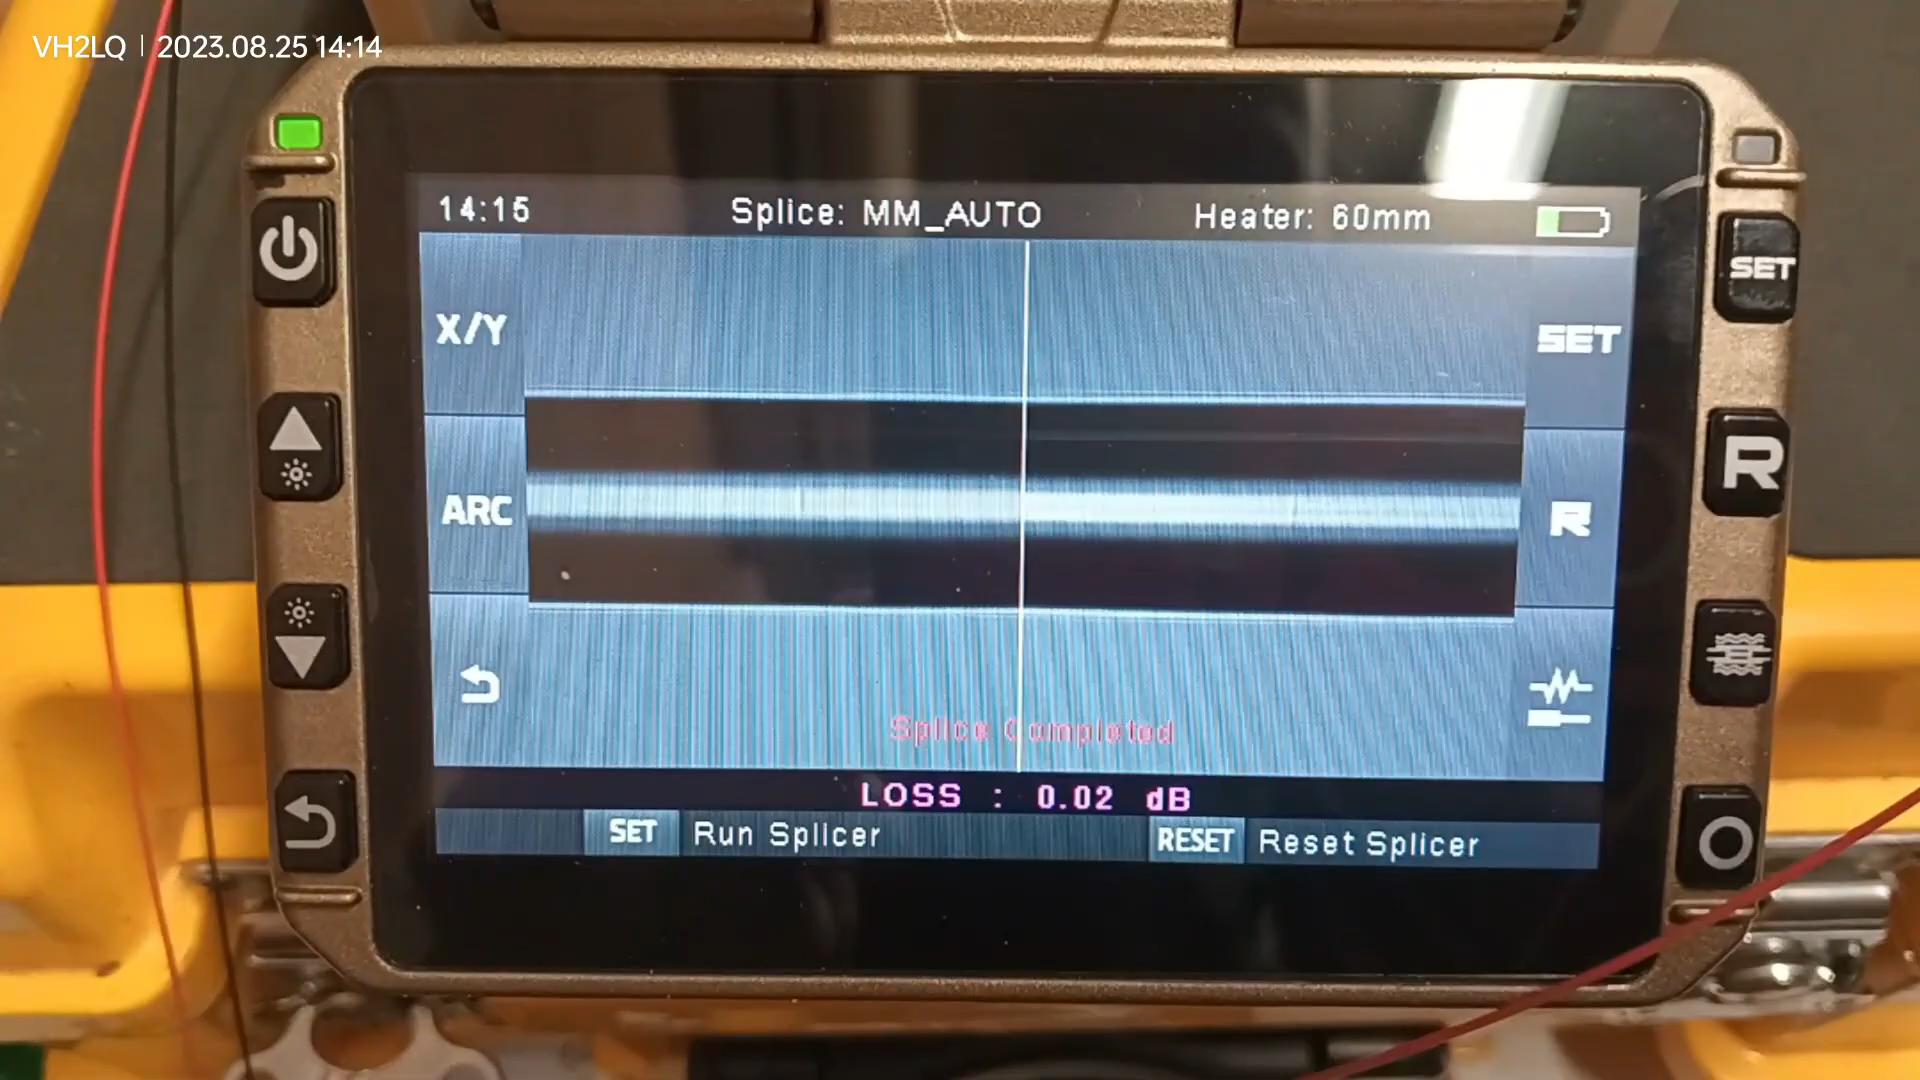 VH2LQ | 2023.08.25 14:14
14:15 Splice: MM_AUTO Heater: 60mm
SET
X/Y SET
R
ARC R
Splice Completed
LOSS : 0.02 dB
SET Run Splicer RESET Reset Splicer